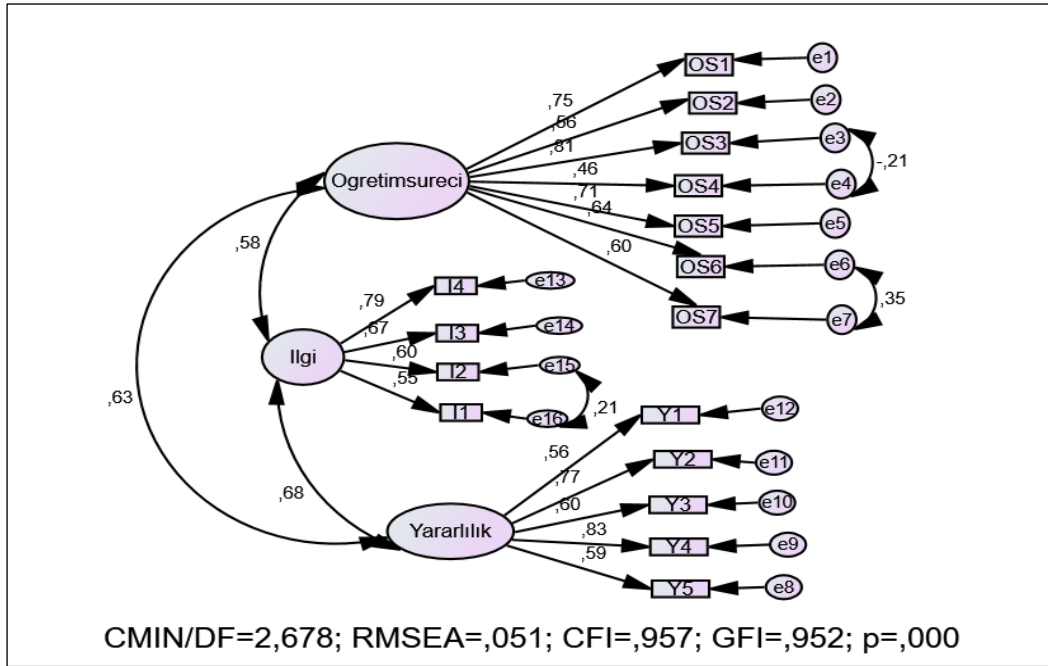 OS1
e1
,75
OS2
e2
,56
,81
OS3
e3
,46
-,21
OS4
e4
,71
,64
OS5
e5
Ogretimsureci
,60
OS6
e6
,35
OS7
e7
,58
,79
I4
e13
,67
I3
e14
,60
I2
e15
,55
I1
e16
,21
Ilgi
,63
Y1
e12
,56
Y2
e11
,77
,60
Y3
e10
,83
Y4
e9
,59
Y5
e8
,68
Yararlılık
CMIN/DF=2,678; RMSEA=,051; CFI=,957; GFI=,952; p=,000